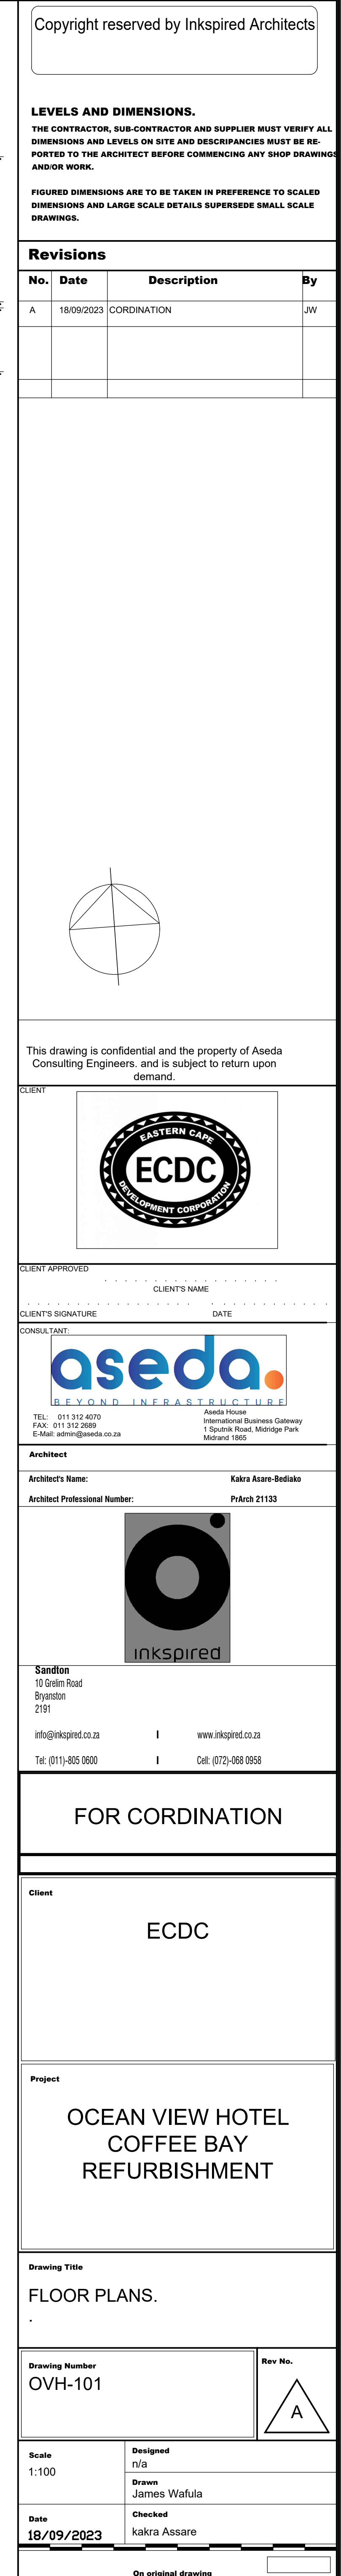 Copyright reserved by Inkspired Architects
LEVELS AND DIMENSIONS.
THE CONTRACTOR, SUB-CONTRACTOR AND SUPPLIER MUST VERIFY ALL
DIMENSIONS AND LEVELS ON SITE AND DESCRIPANCIES MUST BE RE-
PORTED TO THE ARCHITECT BEFORE COMMENCING ANY SHOP DRAWINGS
AND/OR WORK.
FIGURED DIMENSIONS ARE TO BE TAKEN IN PREFERENCE TO SCALED
DIMENSIONS AND LARGE SCALE DETAILS SUPERSEDE SMALL SCALE
DRAWINGS.
Revisions
No. Date Description By
A 18/09/2023 CORDINATION JW
This drawing is confidential and the property of Aseda
Consulting Engineers. and is subject to return upon
demand.
CLIENT
EASTERN CAPE
ECDC
DEVELOPMENT CORPORATION
CLIENT APPROVED
CLIENT'S NAME
CLIENT'S SIGNATURE DATE
CONSULTANT:
aseda.
BEYOND INFRASTRUCTURE
TEL: 011 312 4070
FAX: 011 312 2689
E-Mail: admin@aseda.co.za
Aseda House
International Business Gateway
1 Sputnik Road, Midridge Park
Midrand 1865
Architect
Architect's Name: Kakra Asare-Bediako
Architect Professional Number: PrArch 21133
inkspired
Sandton
10 Grelim Road
Bryanston
2191
info@inkspired.co.za I www.inkspired.co.za
Tel: (011)-805 0600 I Cell: (072)-068 0958
FOR CORDINATION
Client
ECDC
Project
OCEAN VIEW HOTEL
COFFEE BAY
REFURBISHMENT
Drawing Title
FLOOR PLANS.
.
Drawing Number
OVH-101
Rev No.
A
Scale
1:100
Designed
n/a
Drawn
James Wafula
Date
18/09/2023
Checked
kakra Assare
On original drawing